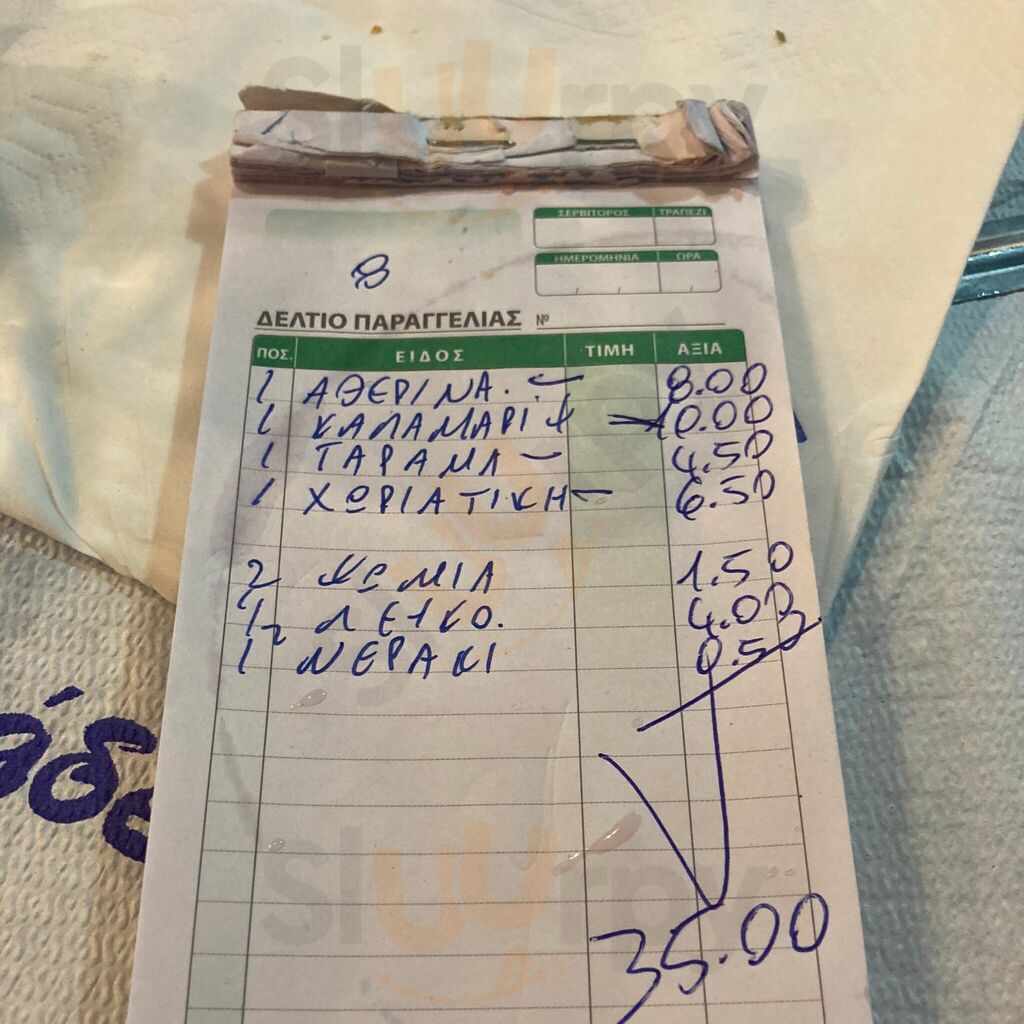 sluurpy
ΣΕΡΒΙΤΟΡΟΣ ΤΡΑΠΕΖΙ
ΗΜΕΡΟΜΗΝΙΑ ΩΡΑ
8
ΔΕΛΤΙΟ ΠΑΡΑΓΓΕΛΙΑΣ №
ΠΟΣ. ΕΙΔΟΣ ΤΙΜΗ ΑΞΙΑ
1 ΑΘΕΡΙΝΑ. 8.00
1 ΚΑΛΑΜΑΡΙ 10.00
1 ΤΑΡΑΜΑ 4.50
1 ΧΩΡΙΑΤΙΚΗ 6.50
2 ΨΩΜΙΑ 1.50
1/2 ΛΕΥΚΟ. 4.00
1 ΝΕΡΑΚΙ 0.50
35.00
sluurpy